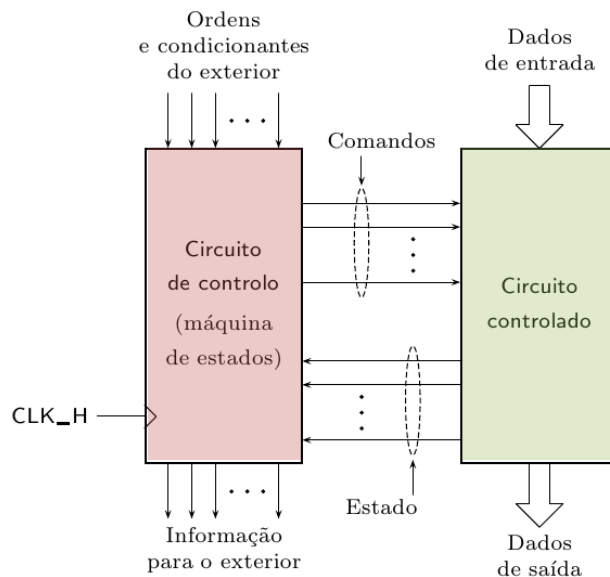 Ordens
e condicionantes
do exterior
Dados
de entrada
Comandos
Circuito
de controlo
(máquina
de estados)
Circuito
controlado
CLK_H
Estado
Informação
para o exterior
Dados
de saída